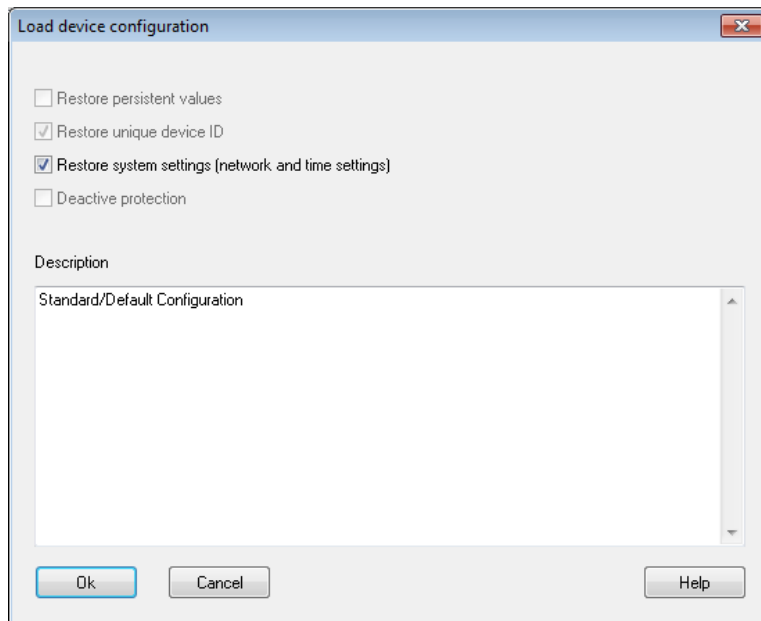 Load device configuration
Restore persistent values
Restore unique device ID
Restore system settings (network and time settings)
Deactive protection
Description
Standard/Default Configuration
Ok
Cancel
Help